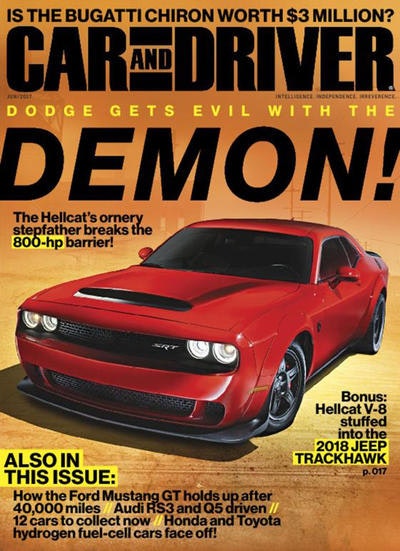 IS THE BUGATTI CHIRON WORTH $3 MILLION?
CAR AND DRIVER
JUN/2017
INTELLIGENCE. INDEPENDENCE. IRREVERENCE.
DODGE GETS EVIL WITH THE
DEMON!
The Hellcat's ornery
stepfather breaks the
800-hp barrier!
SRT
Bonus:
Hellcat V-8
stuffed
into the
2018 JEEP
TRACKHAWK
p. 017
ALSO IN
THIS ISSUE:
How the Ford Mustang GT holds up after
40,000 miles // Audi RS3 and Q5 driven //
12 cars to collect now // Honda and Toyota
hydrogen fuel-cell cars face off!